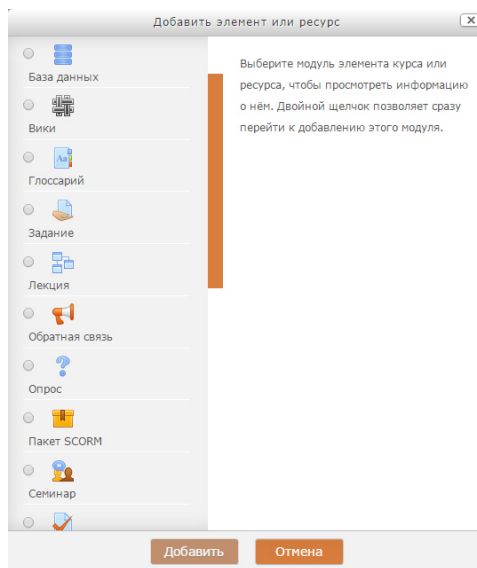 Добавить элемент или ресурс
База данных
Вики
Aa
Глоссарий
Задание
Лекция
Обратная связь
?
Опрос
Пакет SCORM
Семинар
Выберите модуль элемента курса или
ресурса, чтобы просмотреть информацию
о нём. Двойной щелчок позволяет сразу
перейти к добавлению этого модуля.
Добавить
Отмена